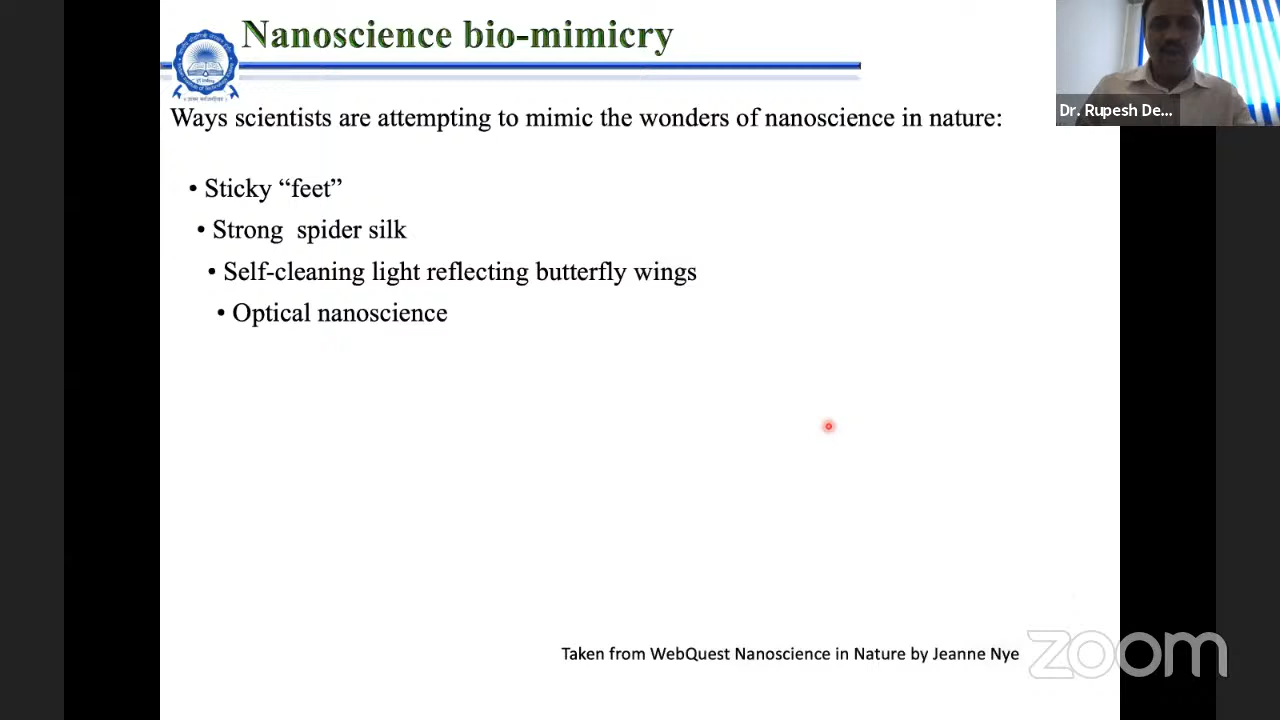 Nanoscience bio-mimicry
Dr. Rupesh De...
Ways scientists are attempting to mimic the wonders of nanoscience in nature:
• Sticky “feet”
• Strong  spider silk
• Self-cleaning light reflecting butterfly wings
• Optical nanoscience
Taken from WebQuest Nanoscience in Nature by Jeanne Nye
zoom